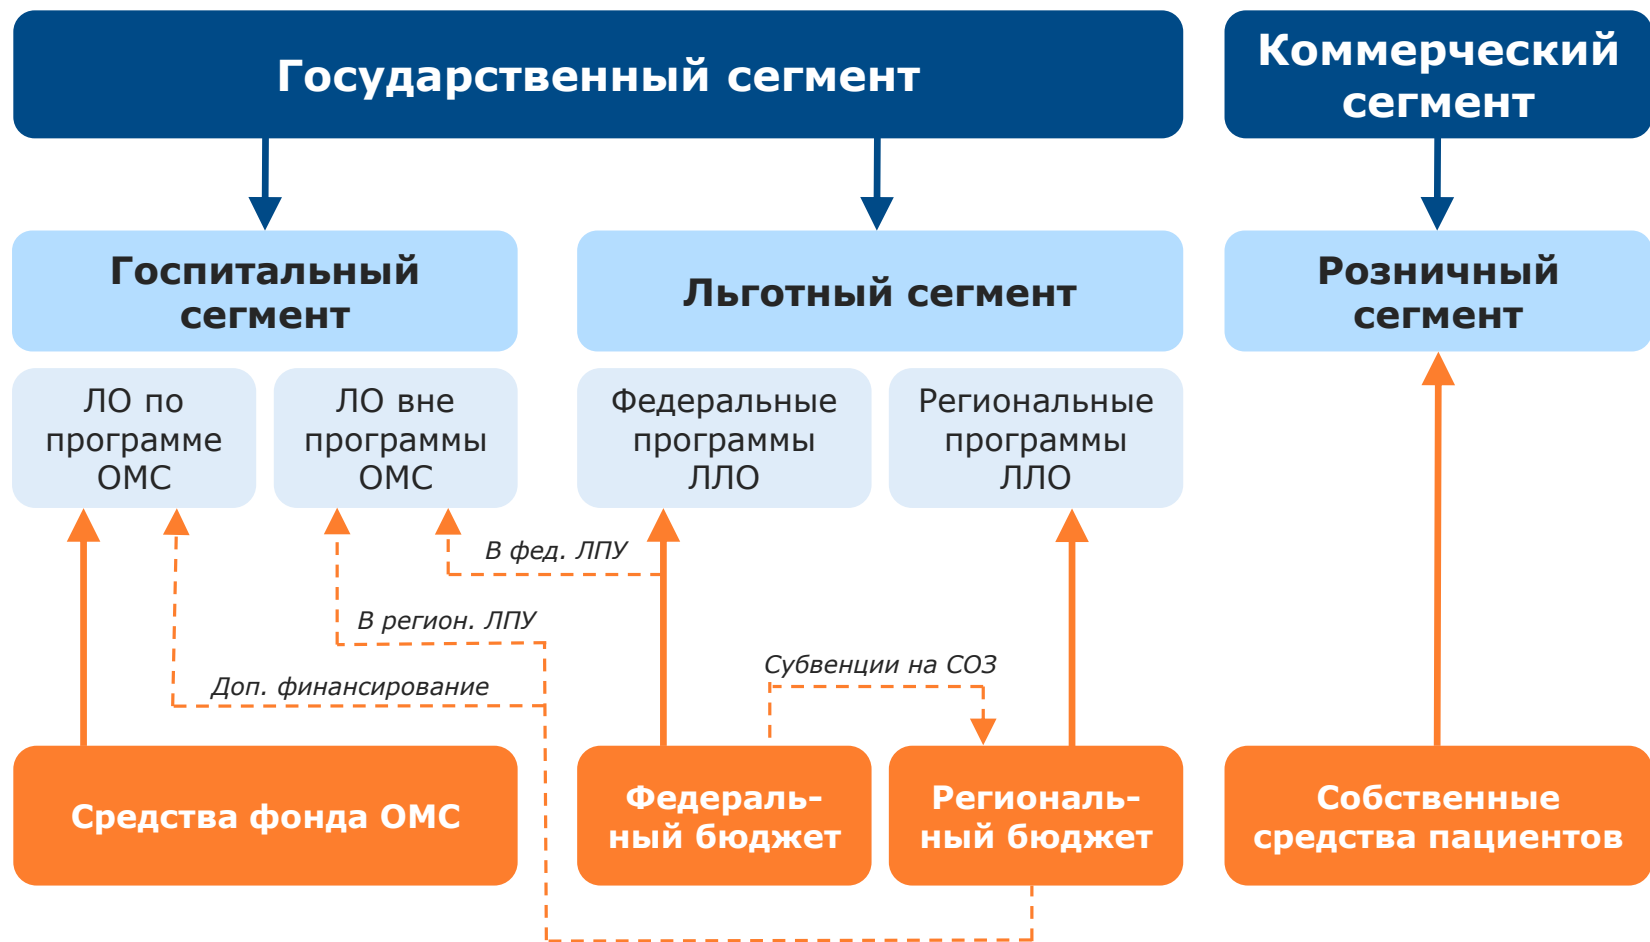 Государственный сегмент
Коммерческий
сегмент
Госпитальный
сегмент
Льготный сегмент
Розничный
сегмент
ЛО по
программе
ОМС
ЛО вне
программы
ОМС
Федеральные
программы
ЛЛО
Региональные
программы
ЛЛО
В фед. ЛПУ
В регион. ЛПУ
Субвенции на СОЗ
Доп. финансирование
Средства фонда ОМС
Федераль-
ный бюджет
Региональ-
ный бюджет
Собственные
средства пациентов